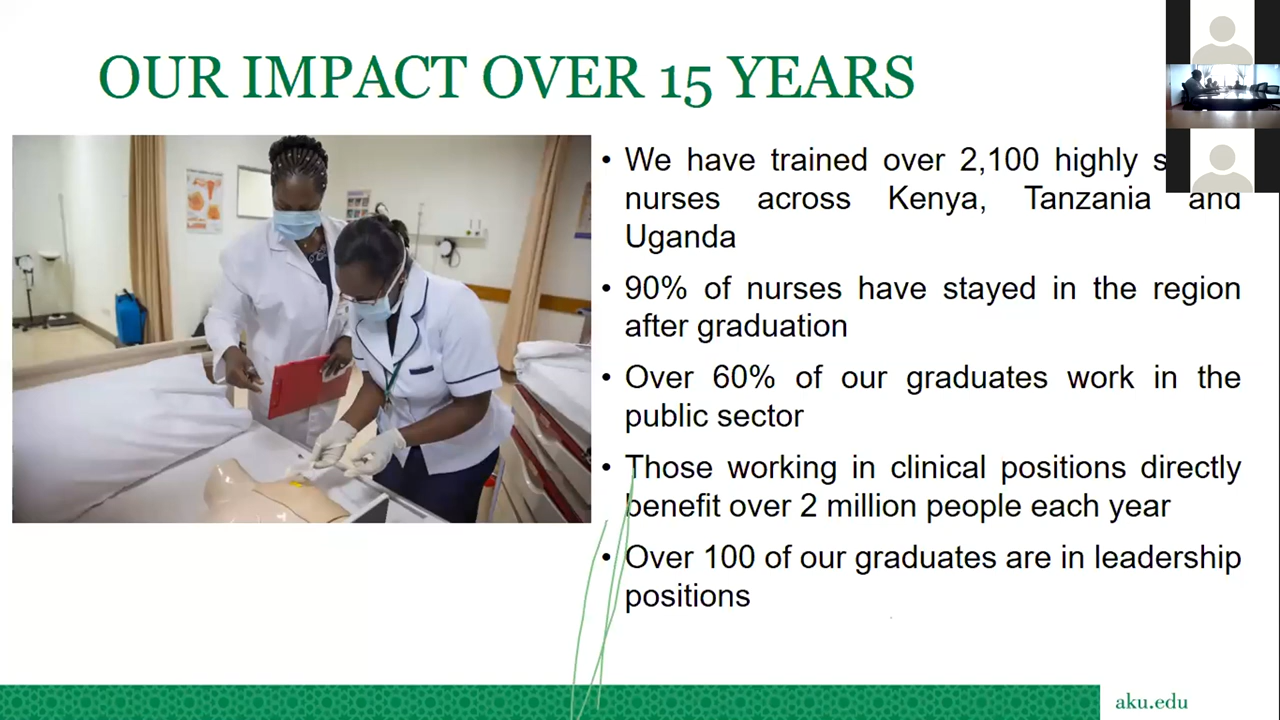 OUR IMPACT OVER 15 YEARS
• We have trained over 2,100 highly
nurses across Kenya, Tanzania and
Uganda
• 90% of nurses have stayed in the region
after graduation
• Over 60% of our graduates work in the
public sector
• Those working in clinical positions directly
benefit over 2 million people each year
• Over 100 of our graduates are in leadership
positions
aku.edu